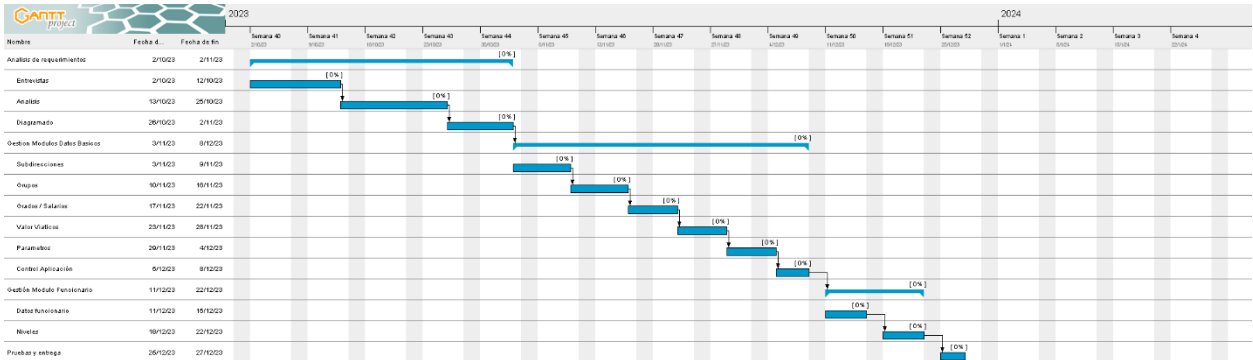 GANTT project
2023
2024
Semana 40 Semana 41 Semana 42 Semana 43 Semana 44 Semana 45 Semana 46 Semana 47 Semana 48 Semana 49 Semana 50 Semana 51 Semana 52 Semana 1 Semana 2 Semana 3 Semana 4
Nombre Fecha d... Fecha de fin
Analisis de requerimientos 2/10/23 2/11/23 [0%]
Entrevistas 2/10/23 12/10/23 [0%]
Analisis 13/10/23 25/10/23 [0%]
Diagramado 26/10/23 2/11/23 [0%]
Gestion Modulos Datos Basicos 3/11/23 8/12/23 [0%]
Subdirecciones 3/11/23 9/11/23 [0%]
Grupos 10/11/23 16/11/23 [0%]
Grados / Salarios 17/11/23 22/11/23 [0%]
Valor Viaticos 23/11/23 28/11/23 [0%]
Parametros 29/11/23 4/12/23 [0%]
Control Aplicación 5/12/23 8/12/23 [0%]
Gestión Modulo Funcionario 11/12/23 22/12/23 [0%]
Datos funcionario 11/12/23 15/12/23 [0%]
Niveles 18/12/23 22/12/23 [0%]
Pruebas y entrega 25/12/23 27/12/23 [0%]